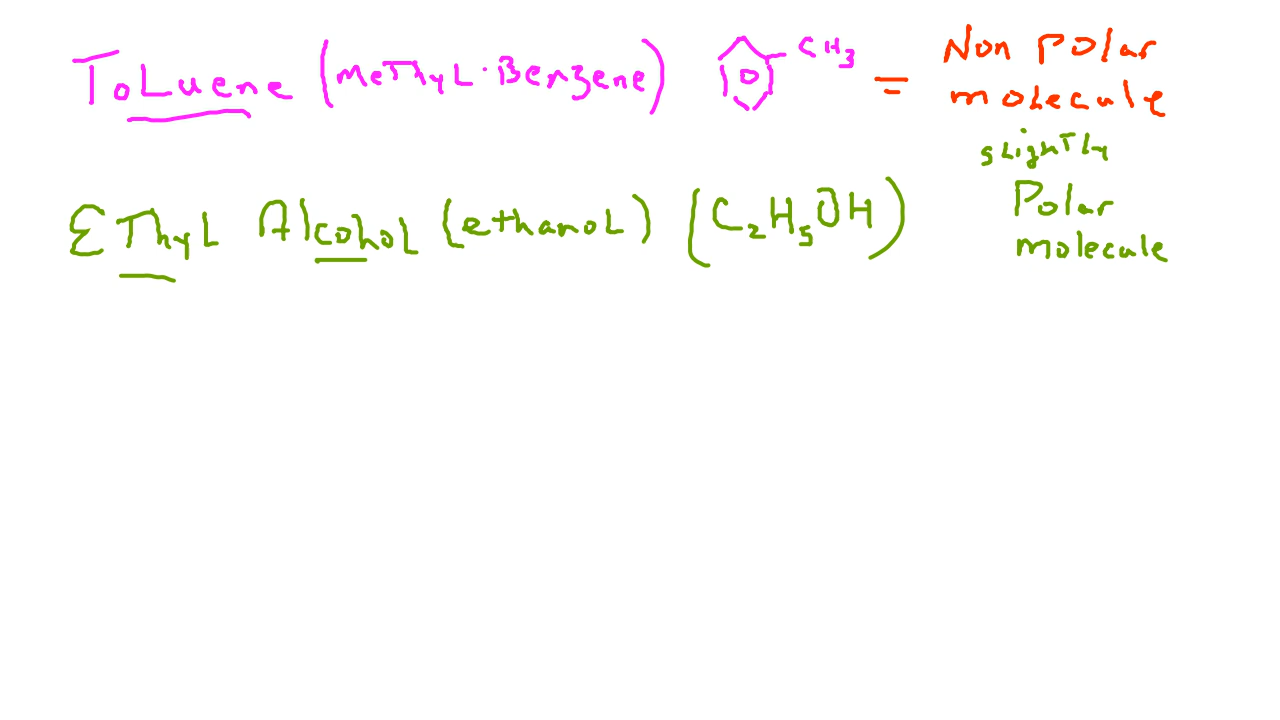 ToLuene (MeThyL·Benzene) CH3 = Non Polar
molecule
slightly
EThyL Alcohol (ethanol) (C2H5OH) Polar
molecule